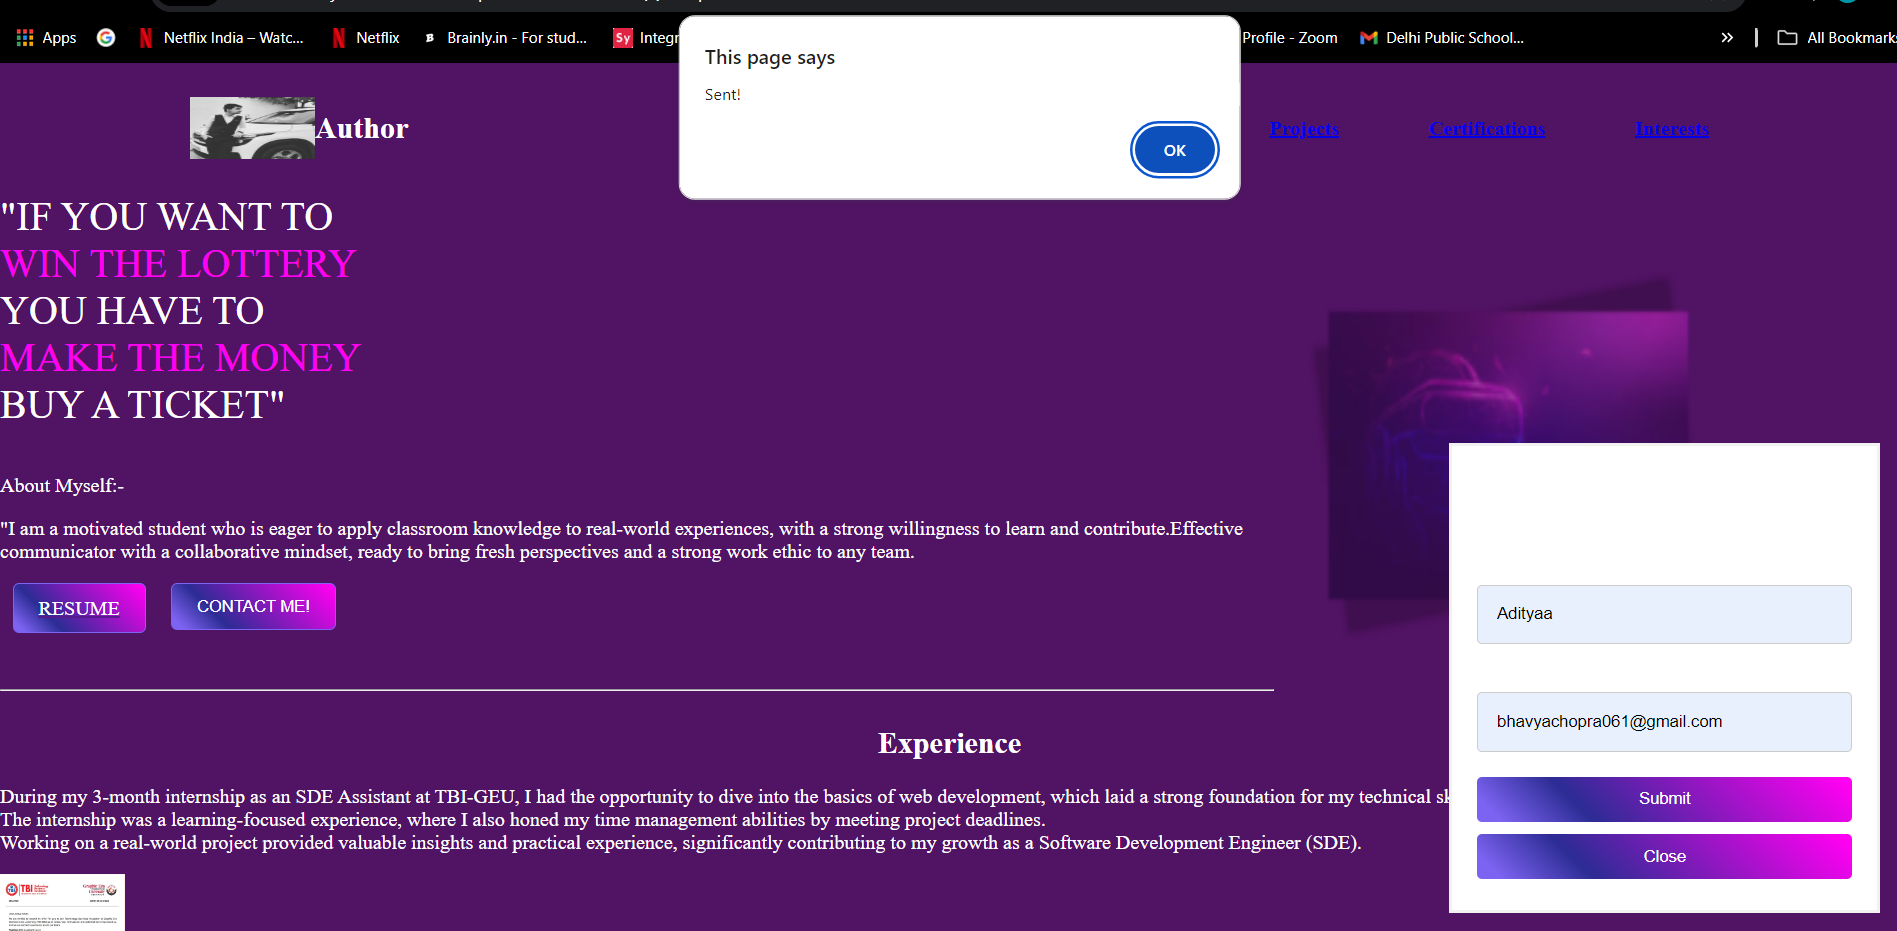 Apps
Netflix India – Watc...
Netflix
Brainly.in - For stud...
Sy Integr
Profile - Zoom
Delhi Public School...
All Bookmarks
This page says
Sent!
OK
Author
Projects
Certifications
Interests
"IF YOU WANT TO
WIN THE LOTTERY
YOU HAVE TO
MAKE THE MONEY
BUY A TICKET"
About Myself:-
"I am a motivated student who is eager to apply classroom knowledge to real-world experiences, with a strong willingness to learn and contribute.Effective
communicator with a collaborative mindset, ready to bring fresh perspectives and a strong work ethic to any team.
RESUME
CONTACT ME!
Adityaa
bhavyachopra061@gmail.com
Submit
Close
Experience
During my 3-month internship as an SDE Assistant at TBI-GEU, I had the opportunity to dive into the basics of web development, which laid a strong foundation for my technical sk
The internship was a learning-focused experience, where I also honed my time management abilities by meeting project deadlines.
Working on a real-world project provided valuable insights and practical experience, significantly contributing to my growth as a Software Development Engineer (SDE).
TBI